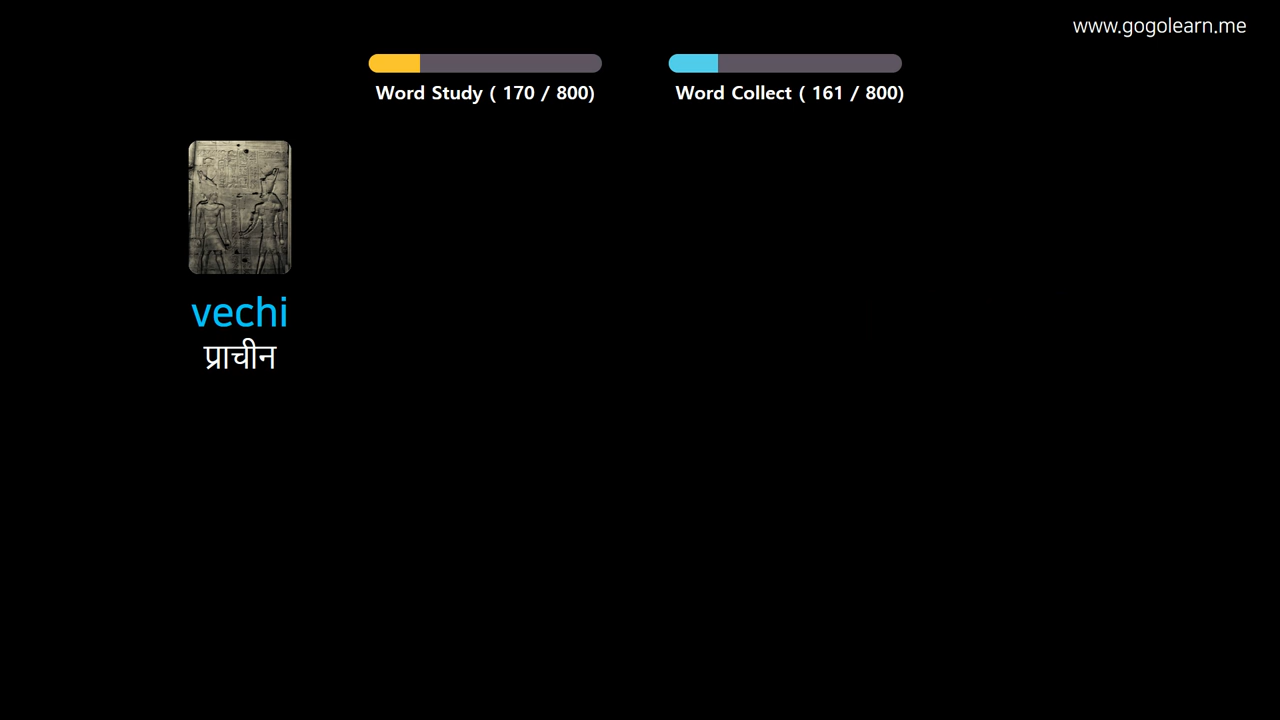 www.gogolearn.me
Word Study ( 170 / 800)
Word Collect ( 161 / 800)
vechi
प्राचीन